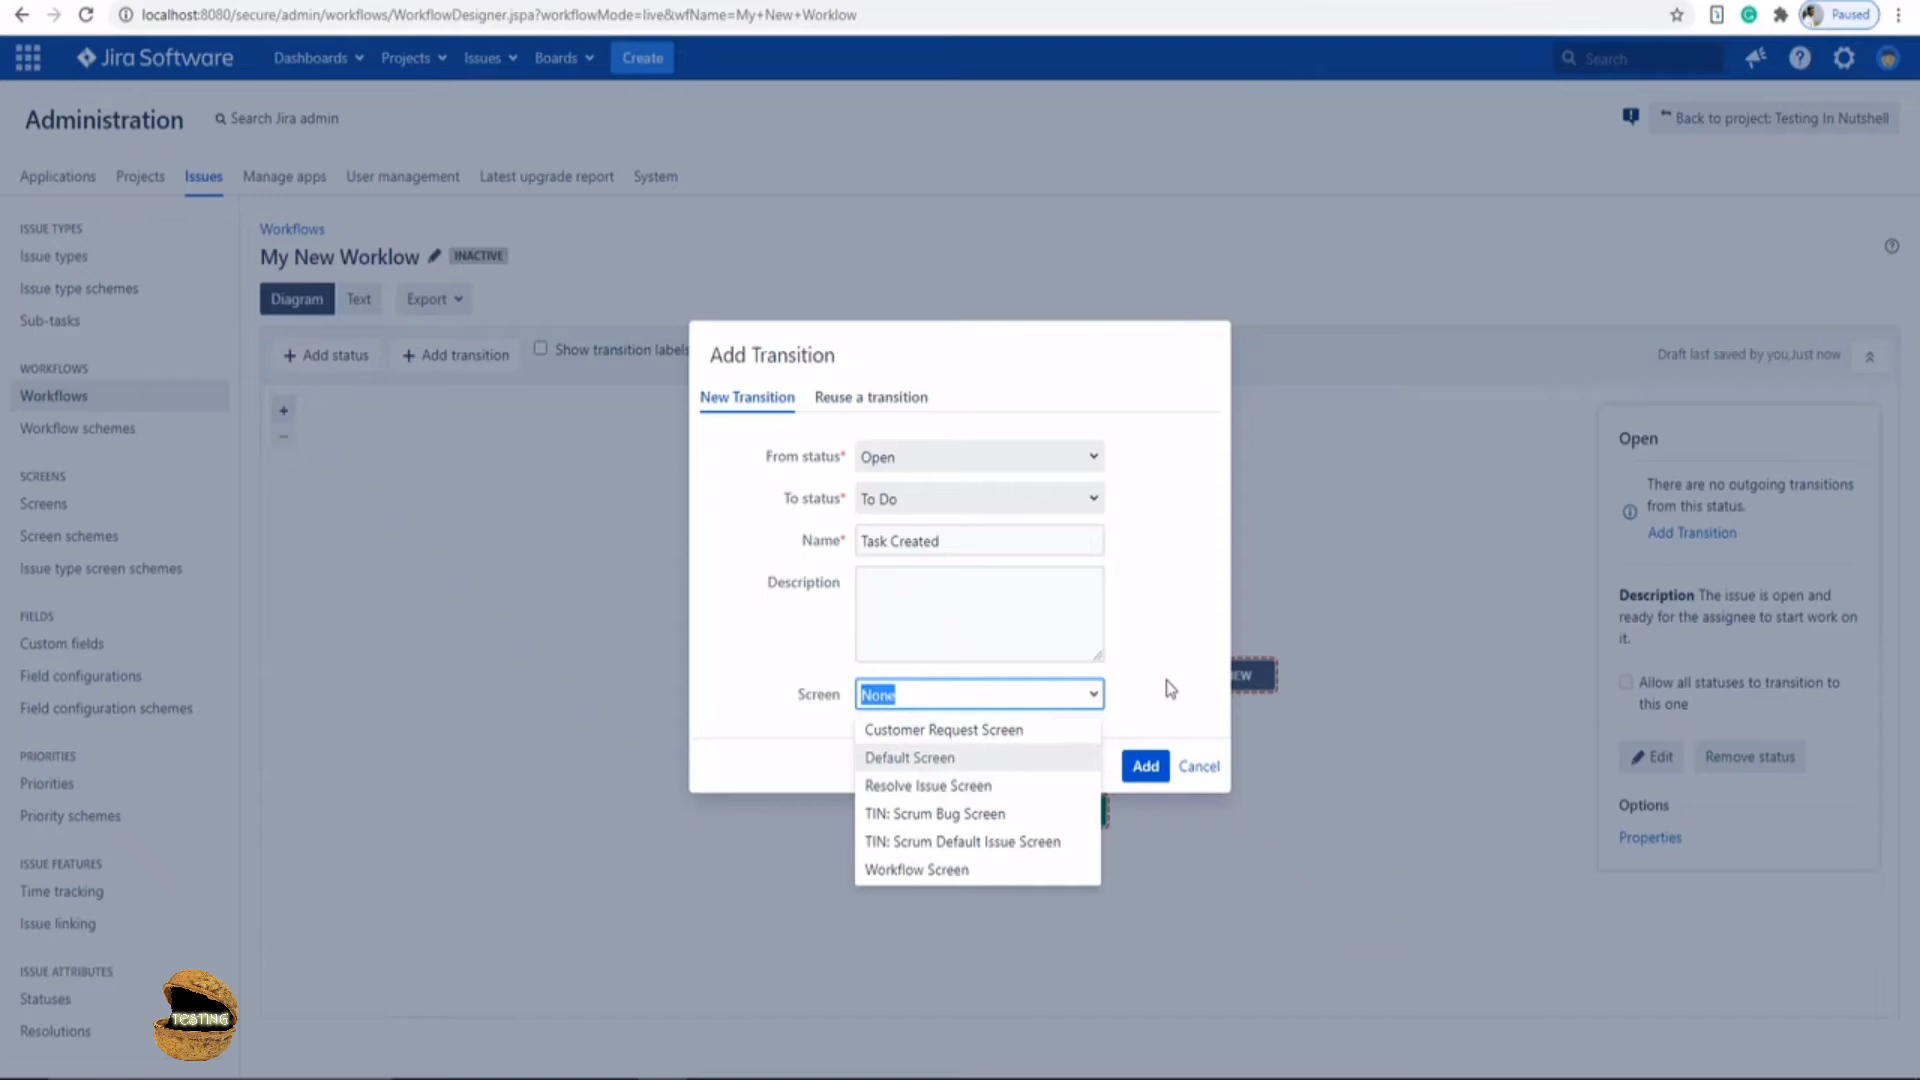 localhost:8080/secure/admin/workflows/WorkflowDesigner.jspa?workflowMode=live&wfName=My+New+Worklow
Paused
Jira Software
Dashboards
Projects
Issues
Boards
Create
Search
Administration
Search Jira admin
Back to project: Testing In Nutshell
Applications
Projects
Issues
Manage apps
User management
Latest upgrade report
System
ISSUE TYPES
Issue types
Issue type schemes
Sub-tasks
WORKFLOWS
Workflows
Workflow schemes
SCREENS
Screens
Screen schemes
Issue type screen schemes
FIELDS
Custom fields
Field configurations
Field configuration schemes
PRIORITIES
Priorities
Priority schemes
ISSUE FEATURES
Time tracking
Issue linking
ISSUE ATTRIBUTES
Statuses
Resolutions
TESTING
Workflows
My New Worklow INACTIVE
Diagram
Text
Export
+ Add status
+ Add transition
Show transition labels
Draft last saved by you,Just now
+
−
Add Transition
New Transition
Reuse a transition
From status* Open
To status* To Do
Name* Task Created
Description
Screen None
Customer Request Screen
Default Screen
Resolve Issue Screen
TIN: Scrum Bug Screen
TIN: Scrum Default Issue Screen
Workflow Screen
Add
Cancel
EW
Open
There are no outgoing transitions
from this status.
Add Transition
Description The issue is open and
ready for the assignee to start work on
it.
Allow all statuses to transition to
this one
Edit
Remove status
Options
Properties